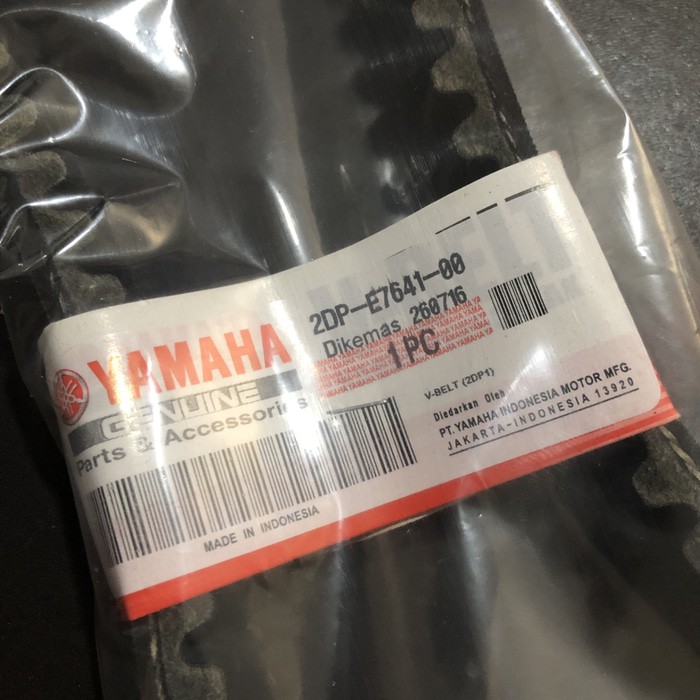 2DP-E7641-00
Dikemas 260716
1 PC
YAMAHA
GENUINE
Parts & Accessories
V-BELT (2DP1)
Diedarkan Oleh
PT. YAMAHA INDONESIA MOTOR MFG.
JAKARTA-INDONESIA 13920
MADE IN INDONESIA